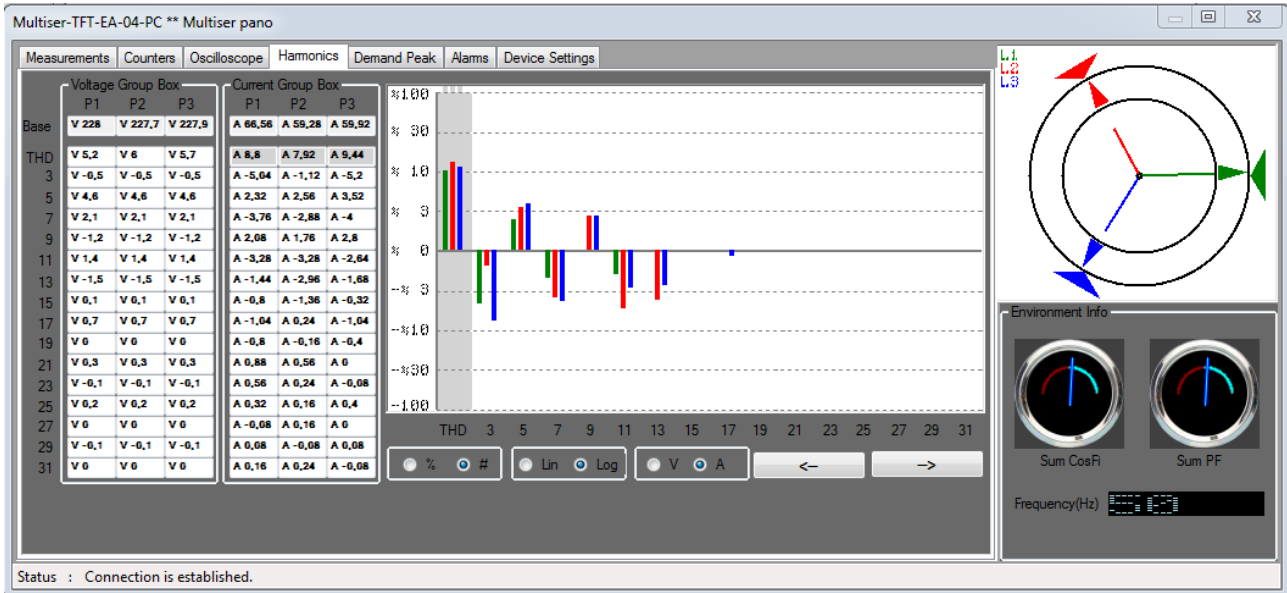 Multiser-TFT-EA-04-PC ** Multiser pano
Measurements Counters Oscilloscope Harmonics Demand Peak Alarms Device Settings
Voltage Group Box Current Group Box
P1 P2 P3 P1 P2 P3
Base V 228 V 227,7 V 227,9 A 66,56 A 59,28 A 59,92
THD V 5,2 V 6 V 5,7 A 8,8 A 7,92 A 9,44
3 V -0,5 V -0,5 V -0,5 A -5,04 A -1,12 A -5,2
5 V 4,6 V 4,6 V 4,6 A 2,32 A 2,56 A 3,52
7 V 2,1 V 2,1 V 2,1 A -3,76 A -2,88 A -4
9 V -1,2 V -1,2 V -1,2 A 2,08 A 1,76 A 2,8
11 V 1,4 V 1,4 V 1,4 A -3,28 A -3,28 A -2,64
13 V -1,5 V -1,5 V -1,5 A -1,44 A -2,96 A -1,68
15 V 0,1 V 0,1 V 0,1 A -0,8 A -1,36 A -0,32
17 V 0,7 V 0,7 V 0,7 A -1,04 A 0,24 A -1,04
19 V 0 V 0 V 0 A -0,8 A -0,16 A -0,4
21 V 0,3 V 0,3 V 0,3 A 0,88 A 0,56 A 0
23 V -0,1 V -0,1 V -0,1 A 0,56 A 0,24 A -0,08
25 V 0,2 V 0,2 V 0,2 A 0,32 A 0,16 A 0,4
27 V 0 V 0 V 0 A -0,08 A 0,16 A 0
29 V -0,1 V -0,1 V -0,1 A 0,08 A -0,08 A 0,08
31 V 0 V 0 V 0 A 0,16 A 0,24 A -0,08
%100
% 30
% 10
% 3
% 0
-% 3
-%10
-%30
-100
THD 3 5 7 9 11 13 15 17 19 21 23 25 27 29 31
% # Lin Log V A <-- -->
L1
L2
L3
Environment Info
Sum CosFi Sum PF
Frequency(Hz)
Status : Connection is established.